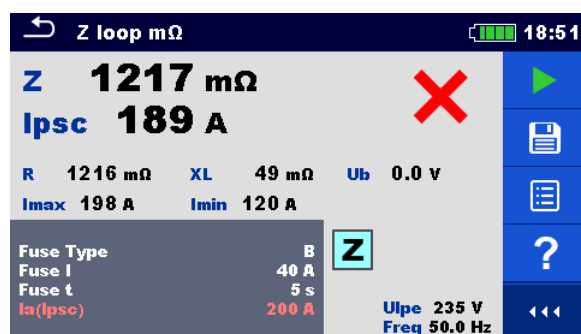 Z loop mΩ 18:51
Z 1217 mΩ
Ipsc 189 A
R 1216 mΩ XL 49 mΩ Ub 0.0 V
Imax 198 A Imin 120 A
Fuse Type B
Fuse I 40 A
Fuse t 5 s
Ia(Ipsc) 200 A
Z
Ulpe 235 V
Freq 50.0 Hz
?